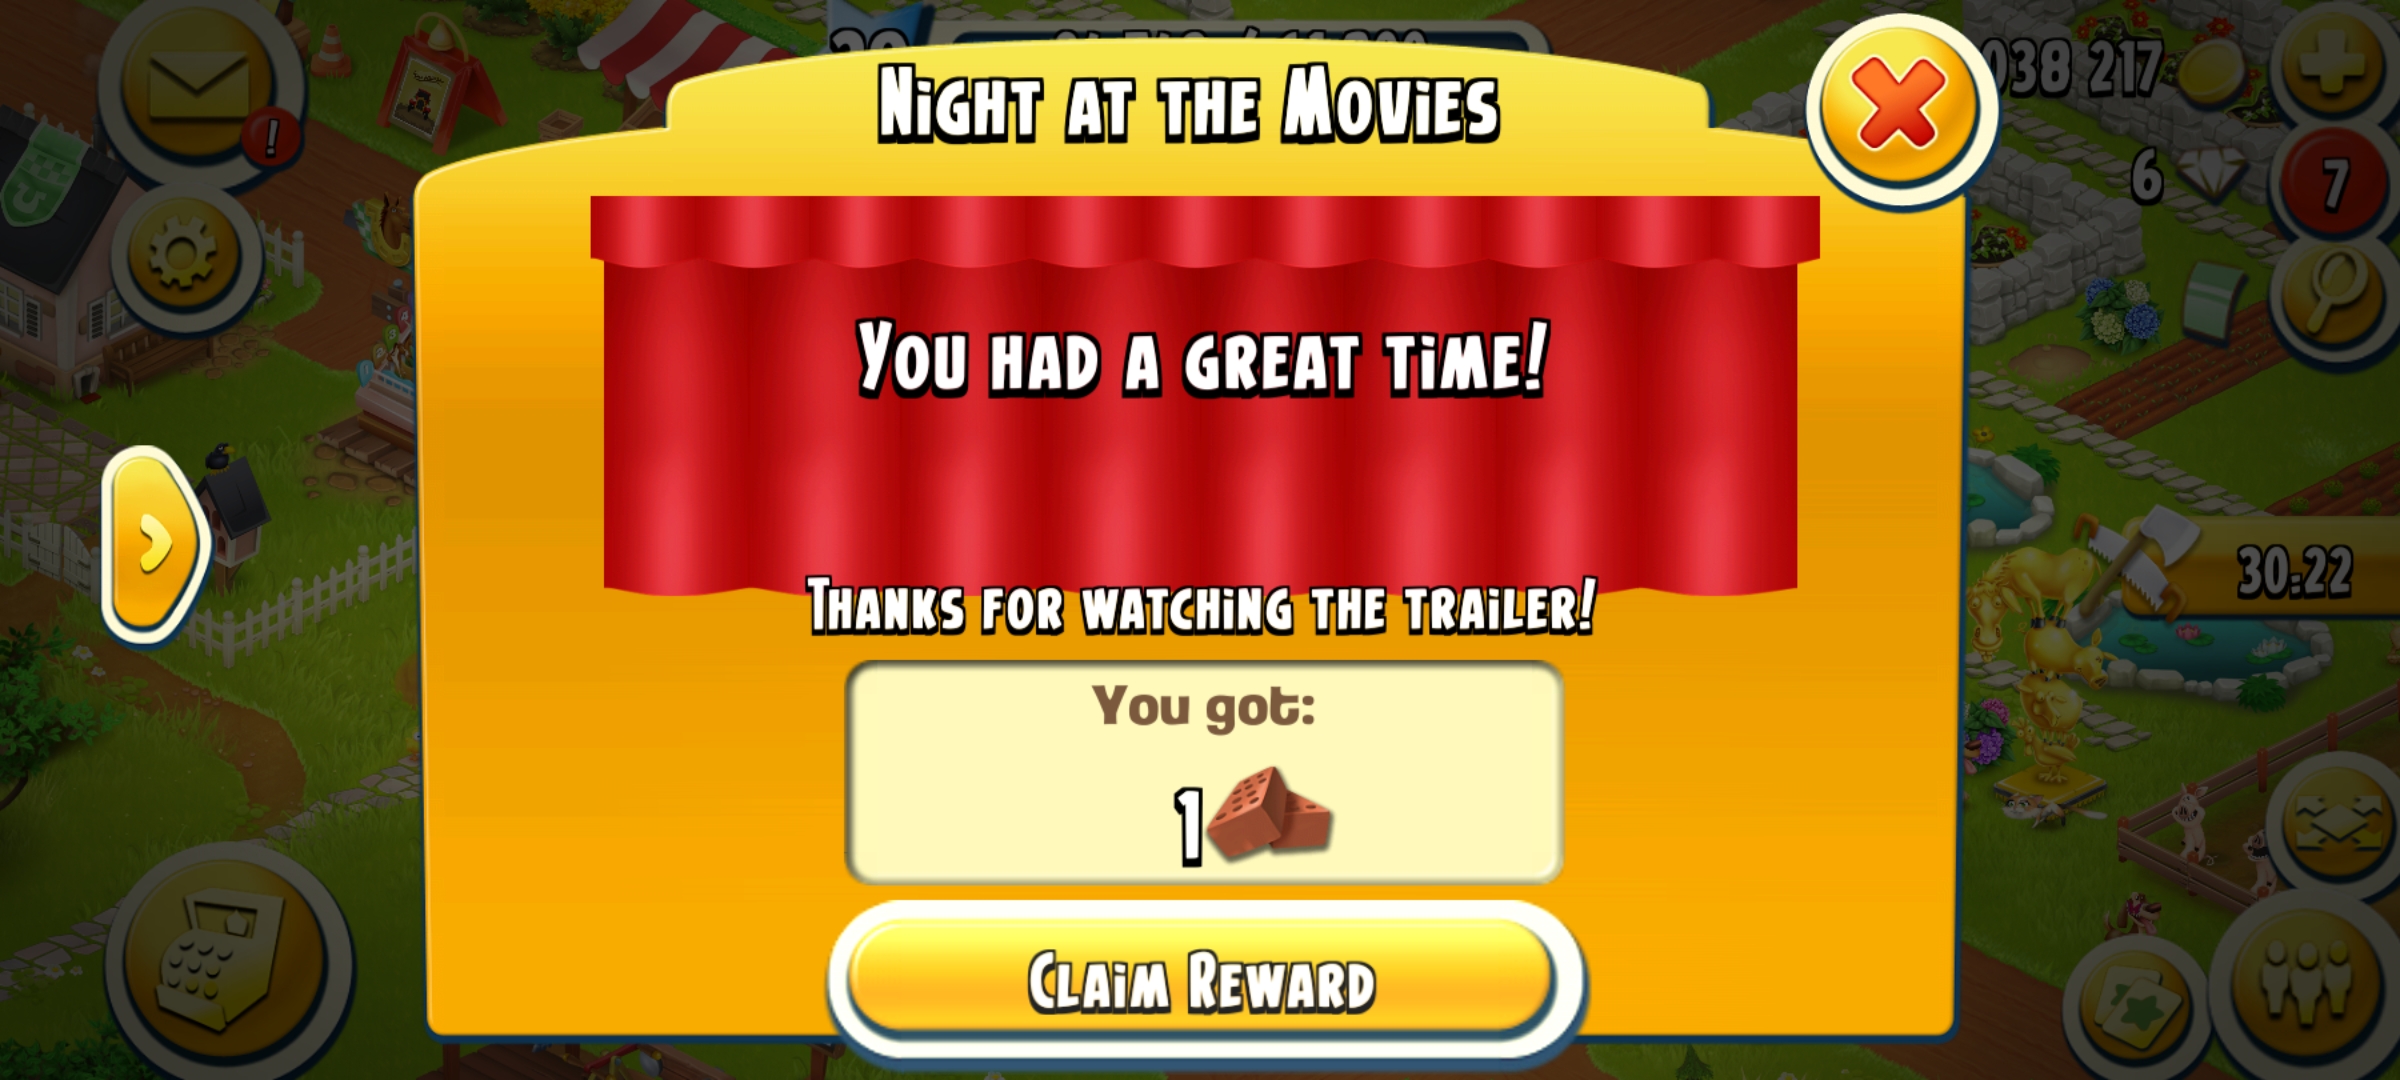 Night at the Movies
038 217
!
6
7
You had a great time!
30:22
Thanks for watching the trailer!
You got:
1
Claim Reward